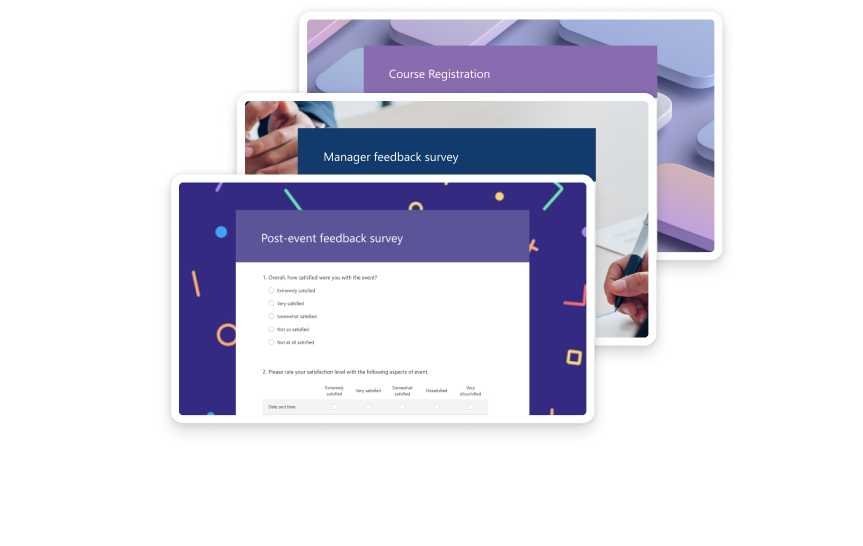 Course Registration
Manager feedback survey
Post-event feedback survey
1. Overall, how satisfied were you with the event?
Extremely satisfied
Very satisfied
Somewhat satisfied
Not so satisfied
Not at all satisfied
2. Please rate your satisfaction level with the following aspects of event.
Extremely satisfied Very satisfied Somewhat satisfied Dissatisfied Very dissatisfied
Date and time